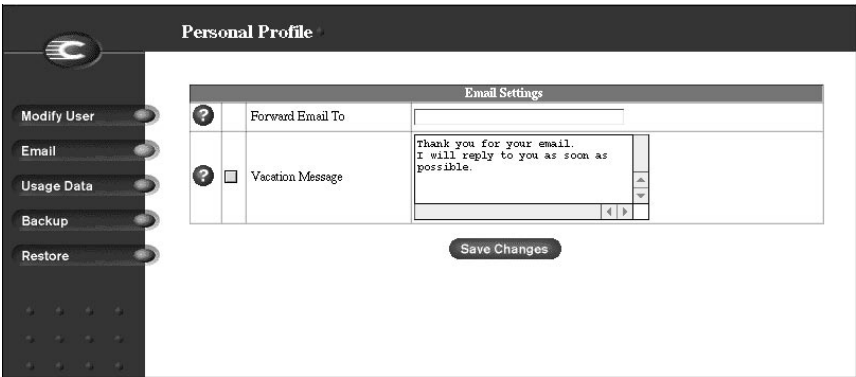 Personal Profile
Modify User
Email
Usage Data
Backup
Restore
Email Settings
? Forward Email To
? Vacation Message
Thank you for your email.
I will reply to you as soon as
possible.
Save Changes